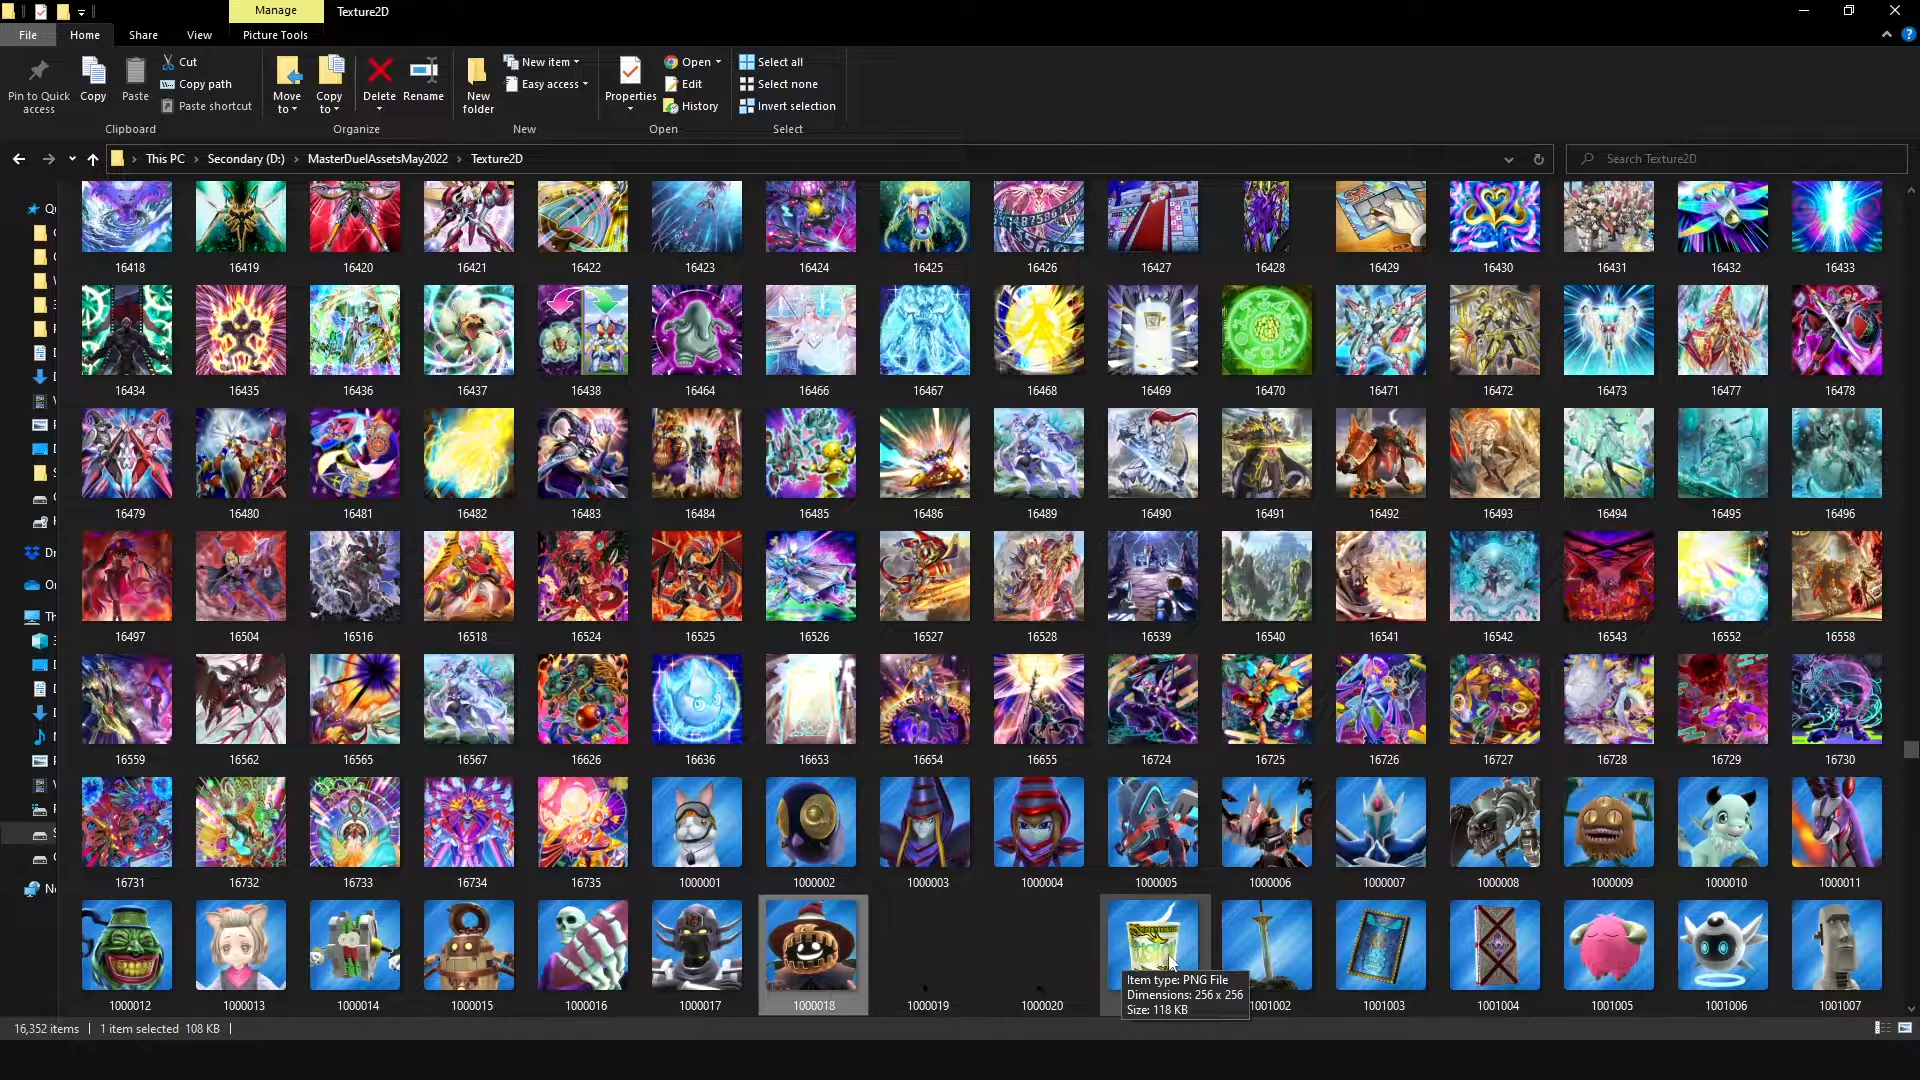 Manage
Texture2D
File
Home
Share
View
Picture Tools
Pin to Quick
access
Copy
Paste
Cut
Copy path
Paste shortcut
Clipboard
Move
to
Copy
to
Delete
Rename
Organize
New
folder
New item
Easy access
New
Properties
Open
Edit
History
Open
Select all
Select none
Invert selection
Select
This PC
Secondary (D:)
MasterDuelAssetsMay2022
Texture2D
Search Texture2D
16418 16419 16420 16421 16422 16423 16424 16425 16426 16427 16428 16429 16430 16431 16432 16433
16434 16435 16436 16437 16438 16464 16466 16467 16468 16469 16470 16471 16472 16473 16477 16478
16479 16480 16481 16482 16483 16484 16485 16486 16489 16490 16491 16492 16493 16494 16495 16496
16497 16504 16516 16518 16524 16525 16526 16527 16528 16539 16540 16541 16542 16543 16552 16558
16559 16562 16565 16567 16626 16636 16653 16654 16655 16724 16725 16726 16727 16728 16729 16730
16731 16732 16733 16734 16735 1000001 1000002 1000003 1000004 1000005 1000006 1000007 1000008 1000009 1000010 1000011
1000012 1000013 1000014 1000015 1000016 1000017 1000018 1000019 1000020 1001002 1001003 1001004 1001005 1001006 1001007
Item type: PNG File
Dimensions: 256 x 256
Size: 118 KB
16,352 items
1 item selected 108 KB